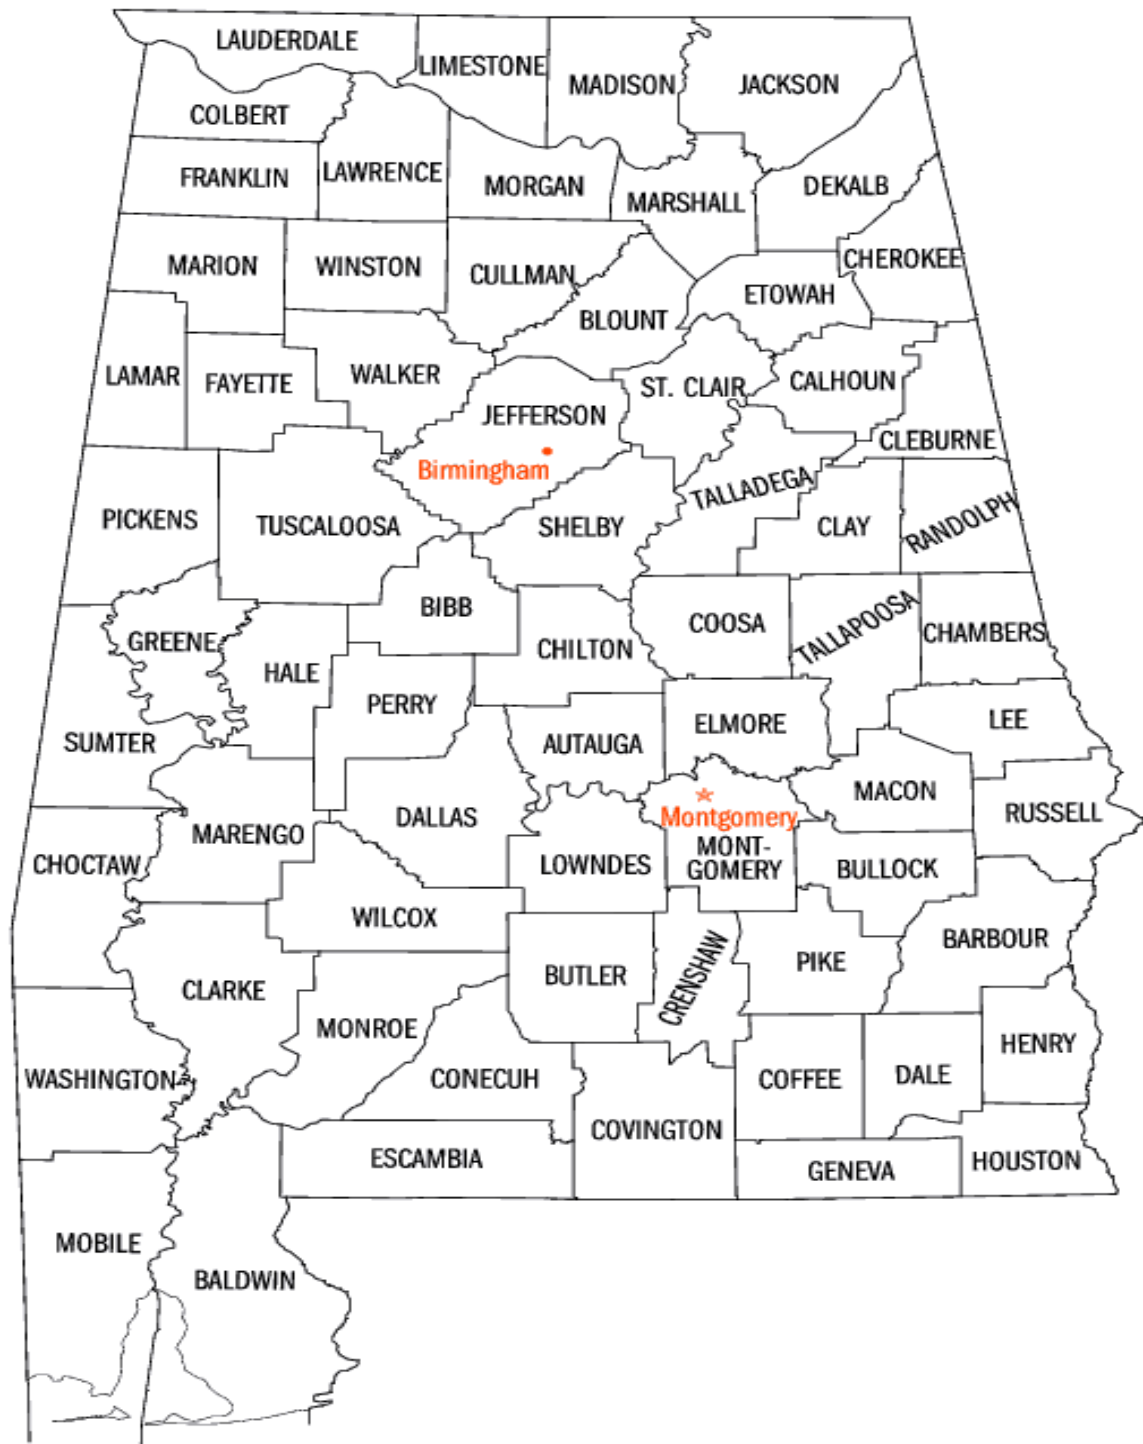 LAUDERDALE
LIMESTONE
MADISON
JACKSON
COLBERT
FRANKLIN
LAWRENCE
MORGAN
MARSHALL
DEKALB
CHEROKEE
MARION
WINSTON
CULLMAN
ETOWAH
BLOUNT
LAMAR
FAYETTE
WALKER
ST. CLAIR
CALHOUN
JEFFERSON
CLEBURNE
Birmingham
TALLADEGA
PICKENS
TUSCALOOSA
SHELBY
CLAY
RANDOLPH
BIBB
COOSA
TALLAPOOSA
CHAMBERS
GREENE
HALE
CHILTON
PERRY
SUMTER
AUTAUGA
ELMORE
LEE
MACON
RUSSELL
MARENGO
DALLAS
Montgomery
MONT-
GOMERY
CHOCTAW
LOWNDES
BULLOCK
WILCOX
BARBOUR
CLARKE
BUTLER
CRENSHAW
PIKE
MONROE
HENRY
WASHINGTON
CONECUH
COFFEE
DALE
COVINGTON
ESCAMBIA
GENEVA
HOUSTON
MOBILE
BALDWIN